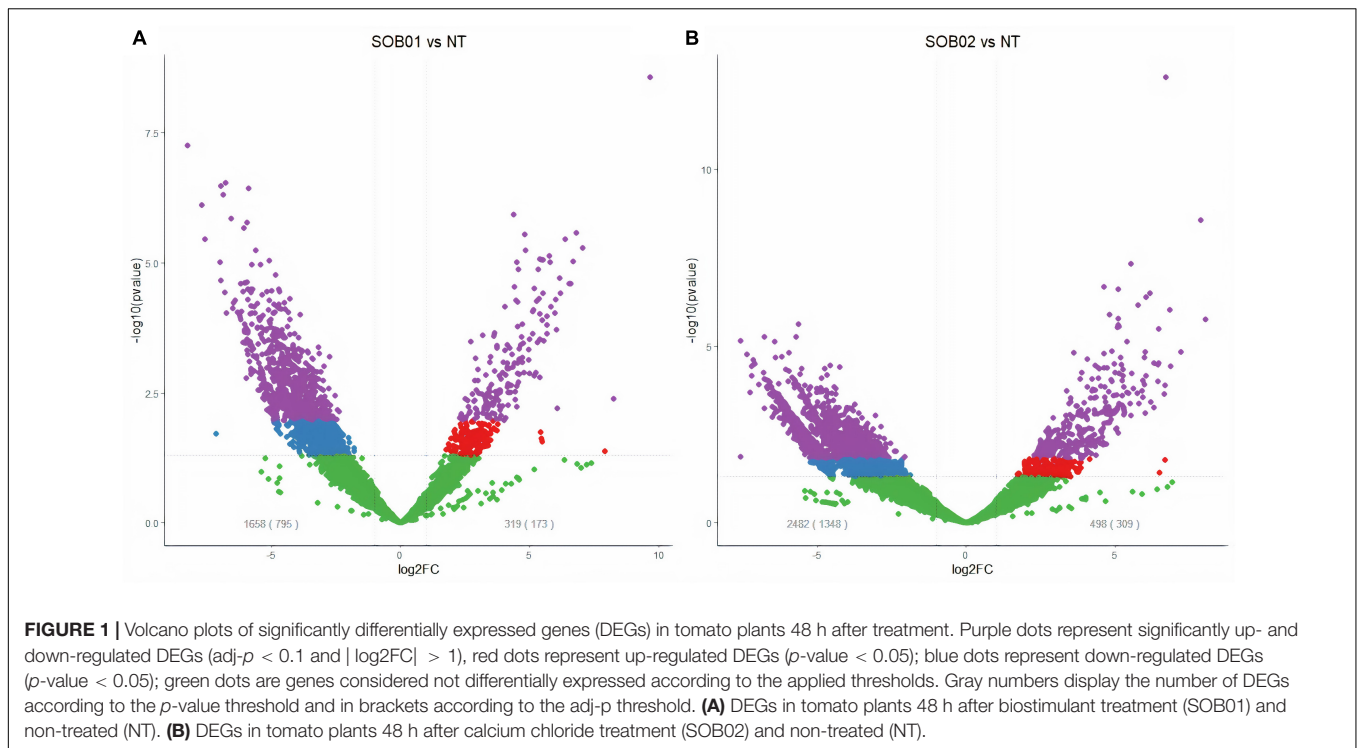 A
SOB01 vs NT
7.5
5.0
2.5
0.0
-log10(pvalue)
1658 ( 795 )
319 ( 173 )
-5
0
5
10
log2FC
B
SOB02 vs NT
10
5
0
-log10(pvalue)
2482 ( 1348 )
498 ( 309 )
-5
0
5
log2FC
FIGURE 1 | Volcano plots of significantly differentially expressed genes (DEGs) in tomato plants 48 h after treatment. Purple dots represent significantly up- and
down-regulated DEGs (adj-p < 0.1 and | log2FC| > 1), red dots represent up-regulated DEGs (p-value < 0.05); blue dots represent down-regulated DEGs
(p-value < 0.05); green dots are genes considered not differentially expressed according to the applied thresholds. Gray numbers display the number of DEGs
according to the p-value threshold and in brackets according to the adj-p threshold. (A) DEGs in tomato plants 48 h after biostimulant treatment (SOB01) and
non-treated (NT). (B) DEGs in tomato plants 48 h after calcium chloride treatment (SOB02) and non-treated (NT).